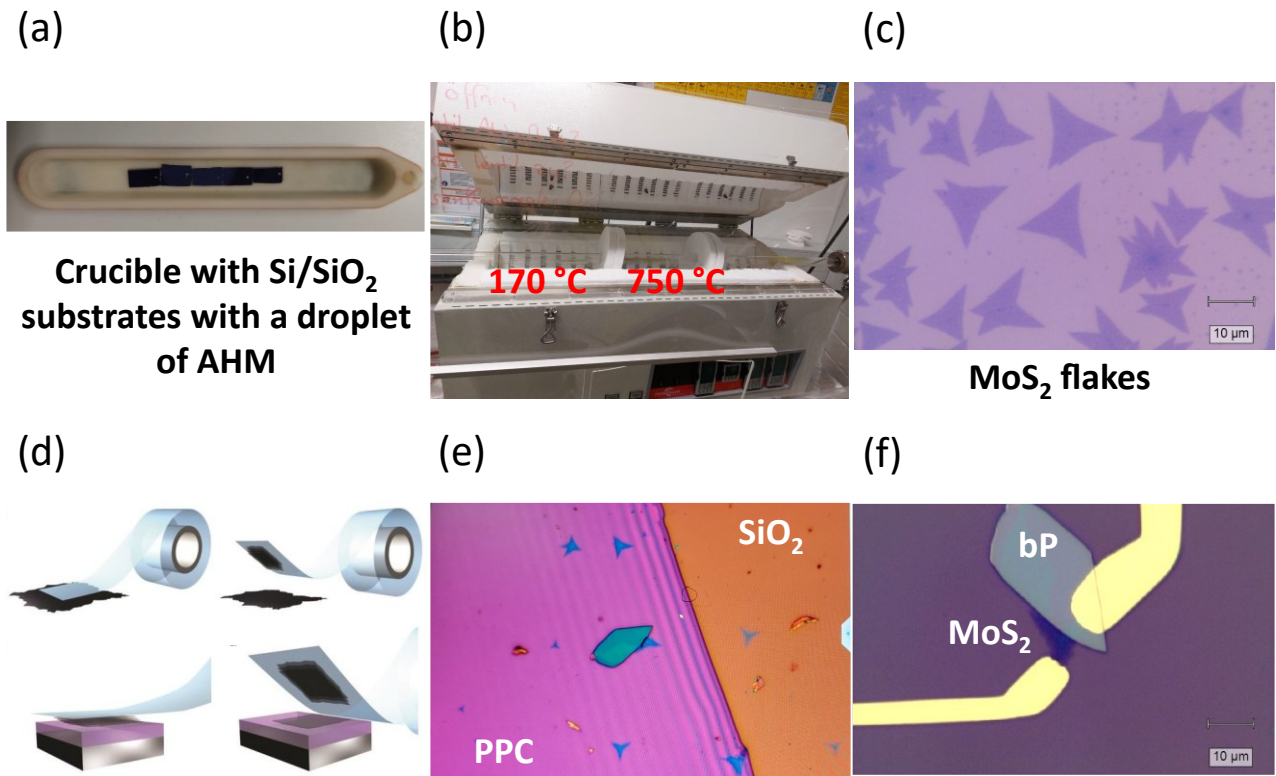 (a)
(b)
(c)
Crucible with Si/SiO₂
substrates with a droplet
of AHM
öffnen
170 °C
750 °C
10 µm
MoS₂ flakes
(d)
(e)
(f)
SiO₂
PPC
bP
MoS₂
10 µm